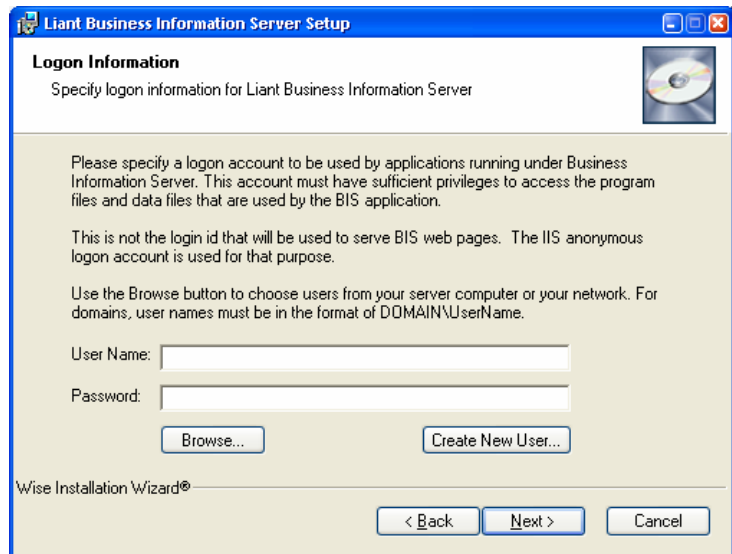 Liant Business Information Server Setup
Logon Information
Specify logon information for Liant Business Information Server
Please specify a logon account to be used by applications running under Business
Information Server. This account must have sufficient privileges to access the program
files and data files that are used by the BIS application.
This is not the login id that will be used to serve BIS web pages.  The IIS anonymous
logon account is used for that purpose.
Use the Browse button to choose users from your server computer or your network. For
domains, user names must be in the format of DOMAIN\UserName.
User Name:
Password:
Browse... Create New User...
Wise Installation Wizard®
< Back Next > Cancel